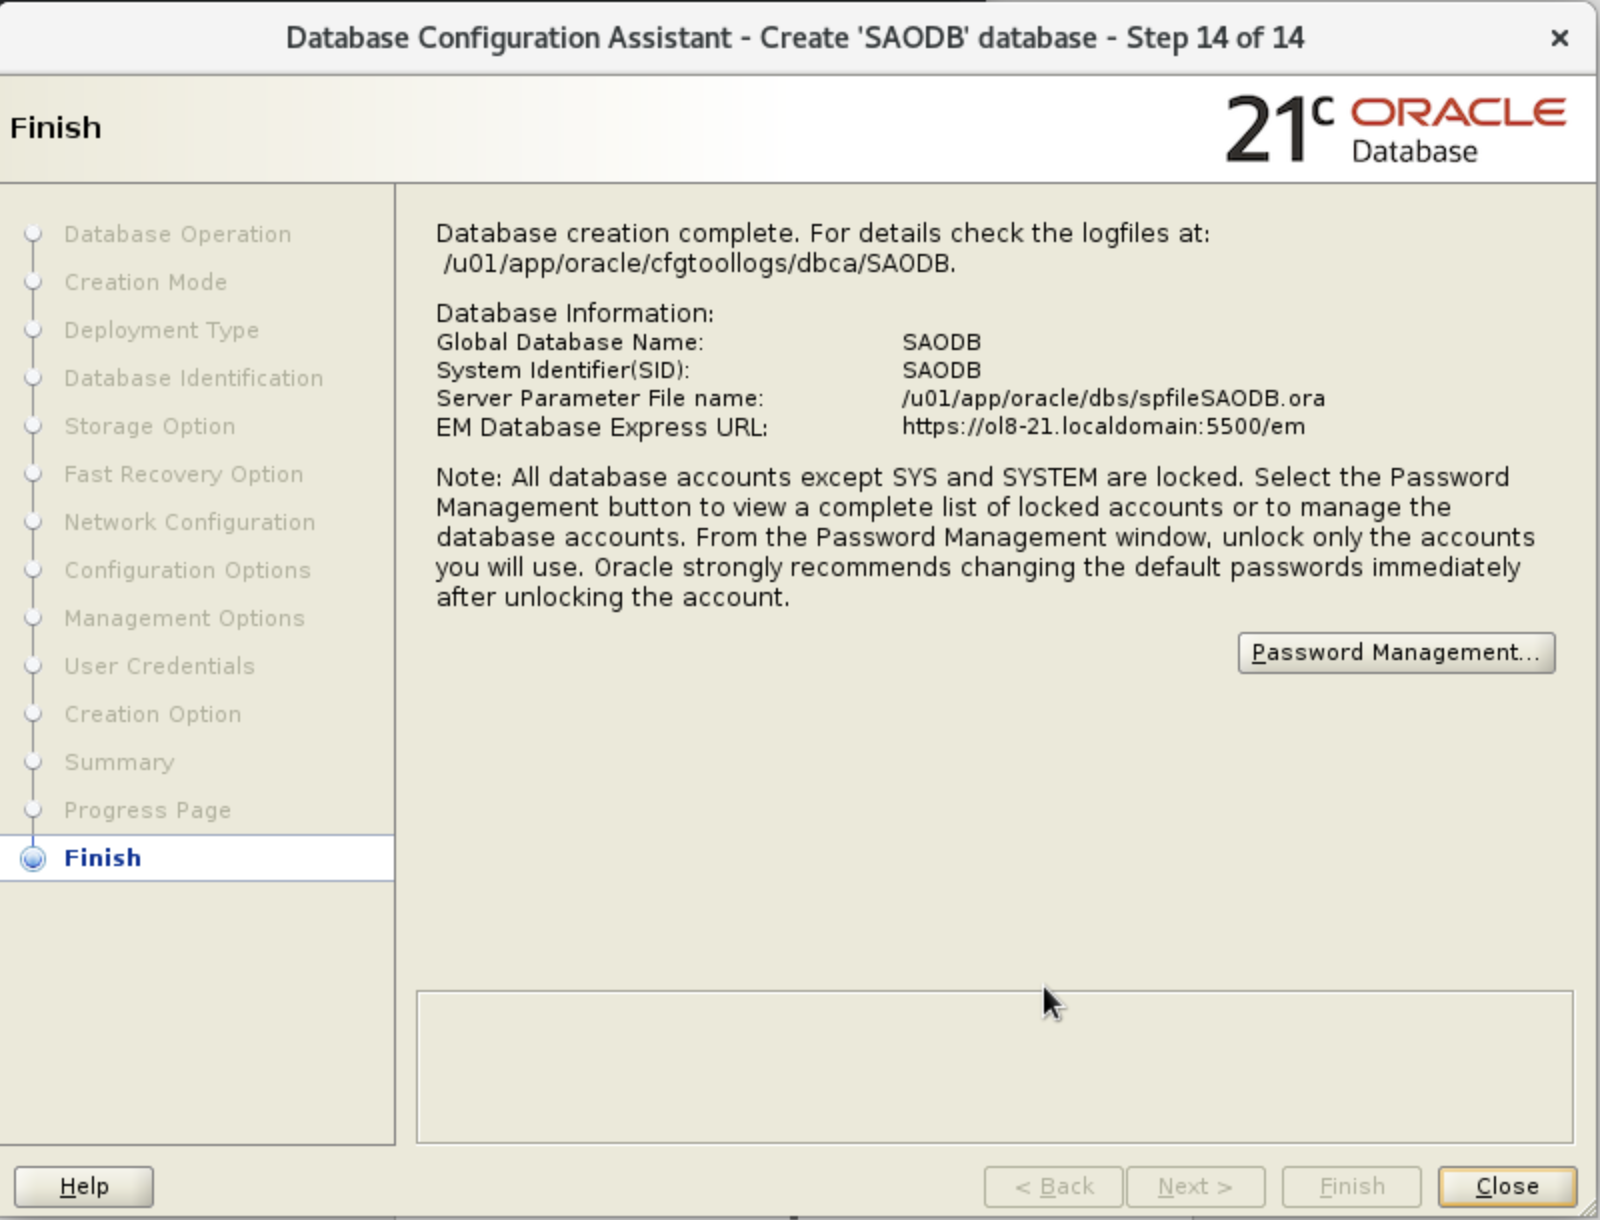 Database Configuration Assistant - Create 'SAODB' database - Step 14 of 14
×
Finish
21c ORACLE
Database
Database Operation
Creation Mode
Deployment Type
Database Identification
Storage Option
Fast Recovery Option
Network Configuration
Configuration Options
Management Options
User Credentials
Creation Option
Summary
Progress Page
Finish
Database creation complete. For details check the logfiles at:
/u01/app/oracle/cfgtoollogs/dbca/SAODB.
Database Information:
Global Database Name: SAODB
System Identifier(SID): SAODB
Server Parameter File name: /u01/app/oracle/dbs/spfileSAODB.ora
EM Database Express URL: https://ol8-21.localdomain:5500/em
Note: All database accounts except SYS and SYSTEM are locked. Select the Password
Management button to view a complete list of locked accounts or to manage the
database accounts. From the Password Management window, unlock only the accounts
you will use. Oracle strongly recommends changing the default passwords immediately
after unlocking the account.
Password Management...
Help
< Back
Next >
Finish
Close